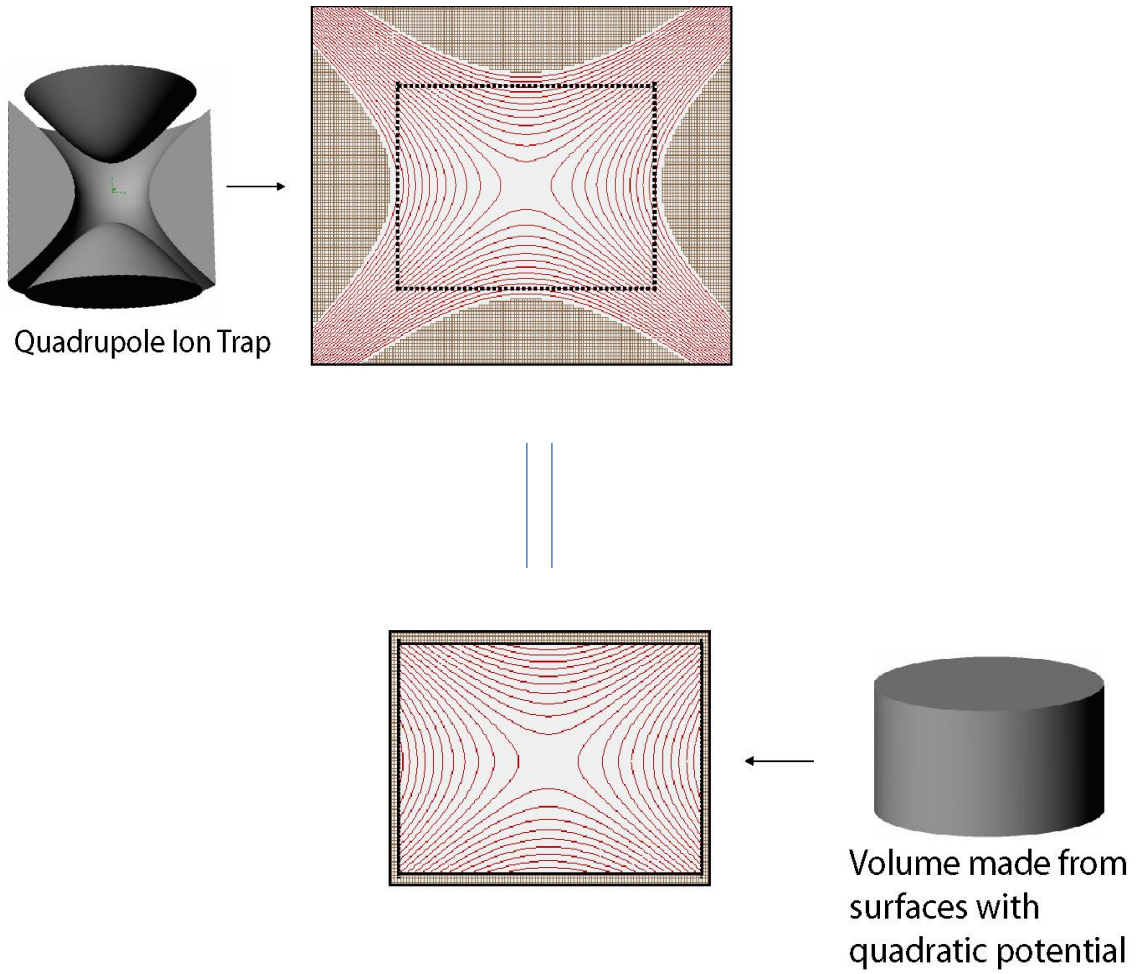 Quadrupole Ion Trap
Volume made from
surfaces with
quadratic potential